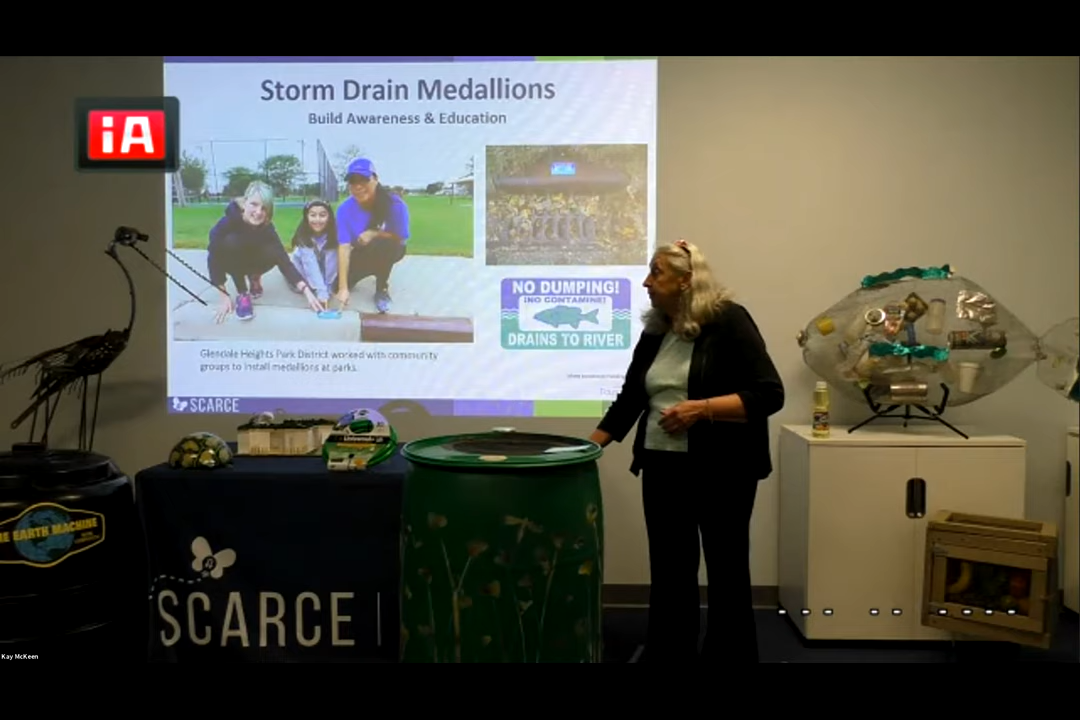 Storm Drain Medallions
Build Awareness & Education
iA
NO DUMPING!
¡NO CONTAMINE!
DRAINS TO RIVER
Glendale Heights Park District worked with community
groups to install medallions at parks.
SCARCE
THE EARTH MACHINE
SCARCE
Kay McKeen